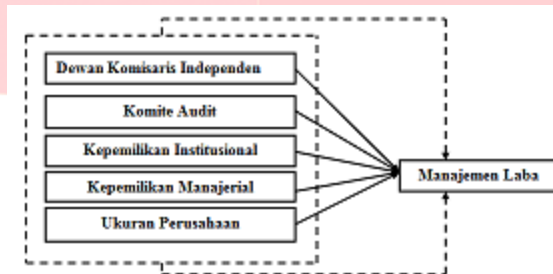 Dewan Komisaris Independen
Komite Audit
Kepemilikan Institusional
Kepemilikan Manajerial
Ukuran Perusahaan
Manajemen Laba